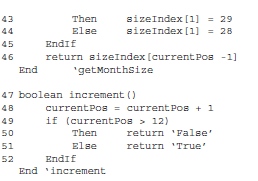 43 Then sizeIndex[1] = 29
44 Else sizeIndex[1] = 28
45 EndIf
46 return sizeIndex[currentPos -1]
End 'getMonthSize
47 boolean increment()
48 currentPos = currentPos + 1
49 if (currentPos > 12)
50 Then return 'False'
51 Else return 'True'
52 EndIf
End 'increment